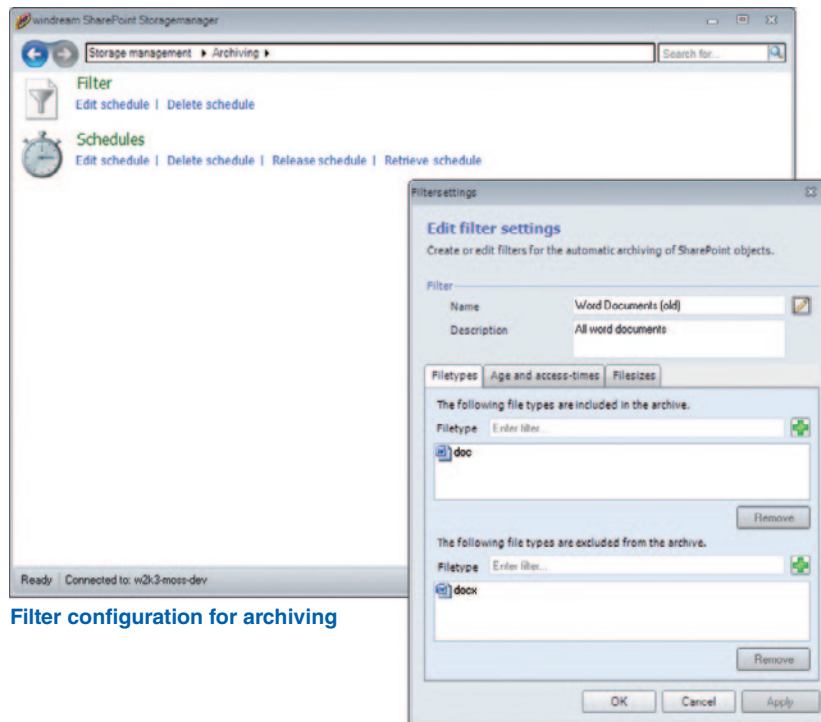 windream SharePoint Storagemanager
Storage management ▸ Archiving ▸
Search for...
Filter
Edit schedule | Delete schedule
Schedules
Edit schedule | Delete schedule | Release schedule | Retrieve schedule
Ready
Connected to: w2k3-moss-dev
Filter configuration for archiving
Filtersettings
Edit filter settings
Create or edit filters for the automatic archiving of SharePoint objects.
Filter
Name
Word Documents (old)
Description
All word documents
Filetypes
Age and access-times
Filesizes
The following file types are included in the archive.
Filetype
Enter filter...
doc
Remove
The following file types are excluded from the archive.
Filetype
Enter filter...
docx
Remove
OK
Cancel
Apply